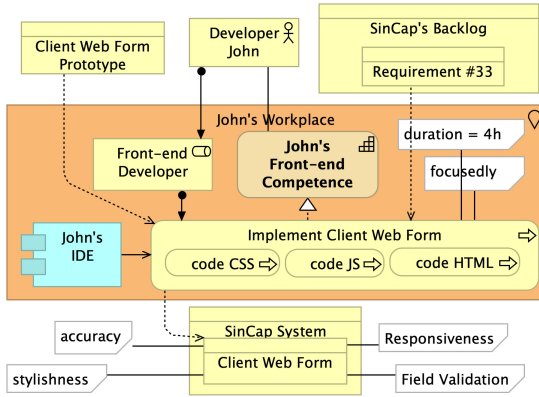 Client Web Form
Prototype
Developer
John
SinCap's Backlog
Requirement #33
John's Workplace
duration = 4h
Front-end
Developer
John's
Front-end
Competence
focusedly
John's
IDE
Implement Client Web Form
code CSS
code JS
code HTML
accuracy
SinCap System
Responsiveness
Client Web Form
stylishness
Field Validation